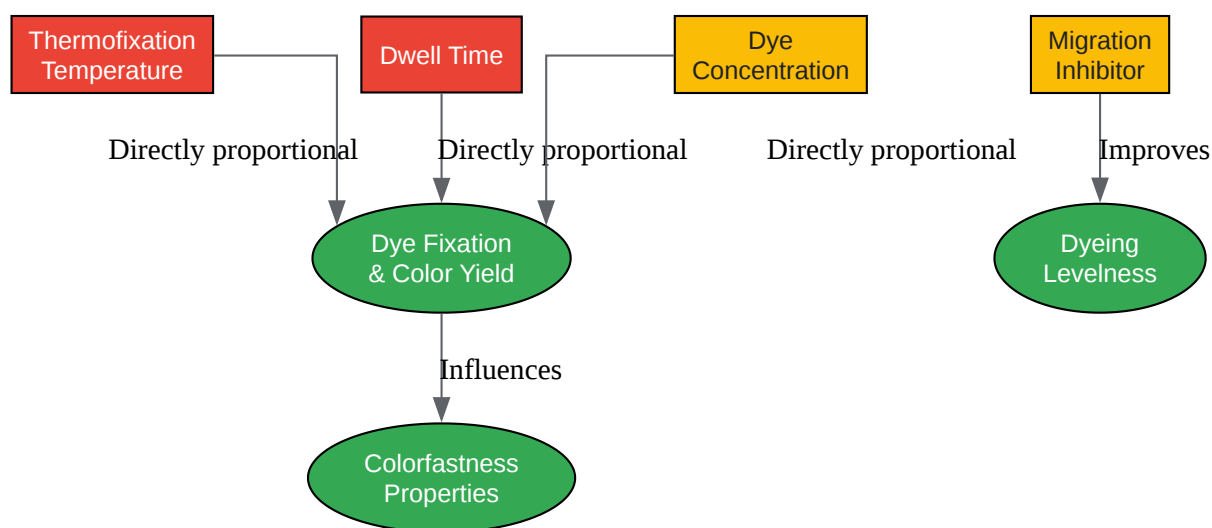 Thermofixation
Temperature
Dwell Time
Dye
Concentration
Migration
Inhibitor
Directly proportional
Directly proportional
Directly proportional
Improves
Dye Fixation
& Color Yield
Dyeing
Levelness
Influences
Colorfastness
Properties